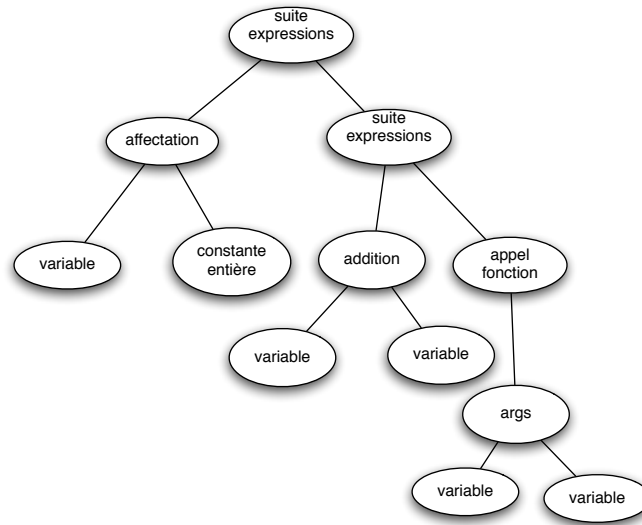 suite
expressions
affectation
suite
expressions
variable
constante
entière
addition
appel
fonction
variable
variable
args
variable
variable